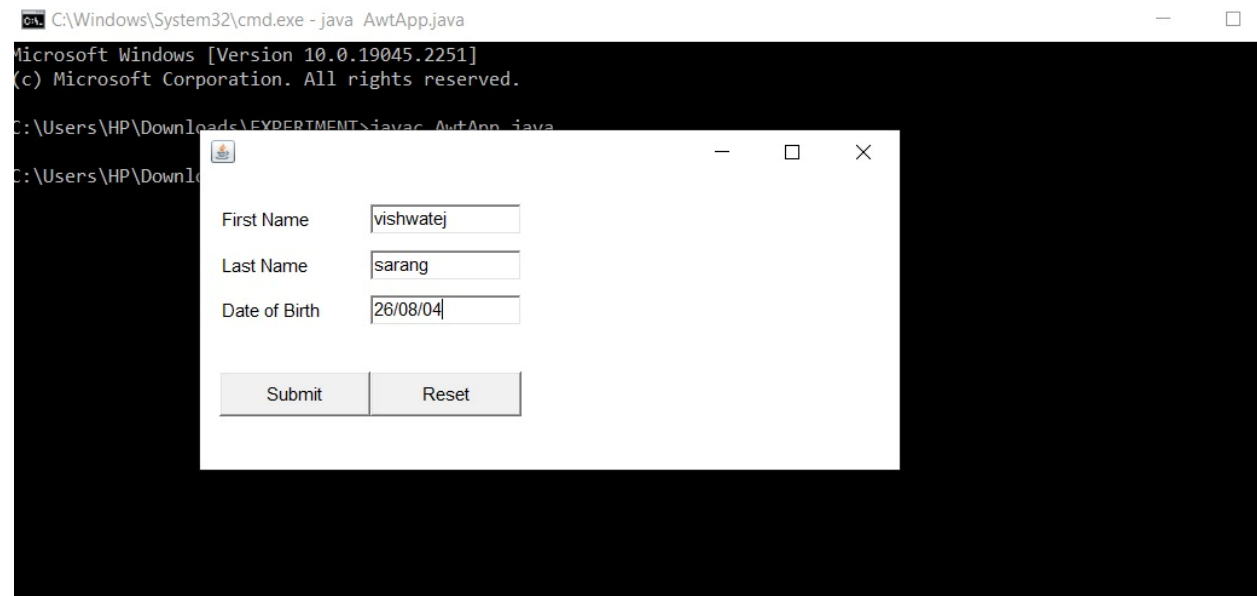 C:\Windows\System32\cmd.exe - java  AwtApp.java
Microsoft Windows [Version 10.0.19045.2251]
(c) Microsoft Corporation. All rights reserved.
C:\Users\HP\Downloads\EXPERIMENT>javac AwtApp.java
C:\Users\HP\Downlo
First Name vishwatej
Last Name sarang
Date of Birth 26/08/04
Submit Reset